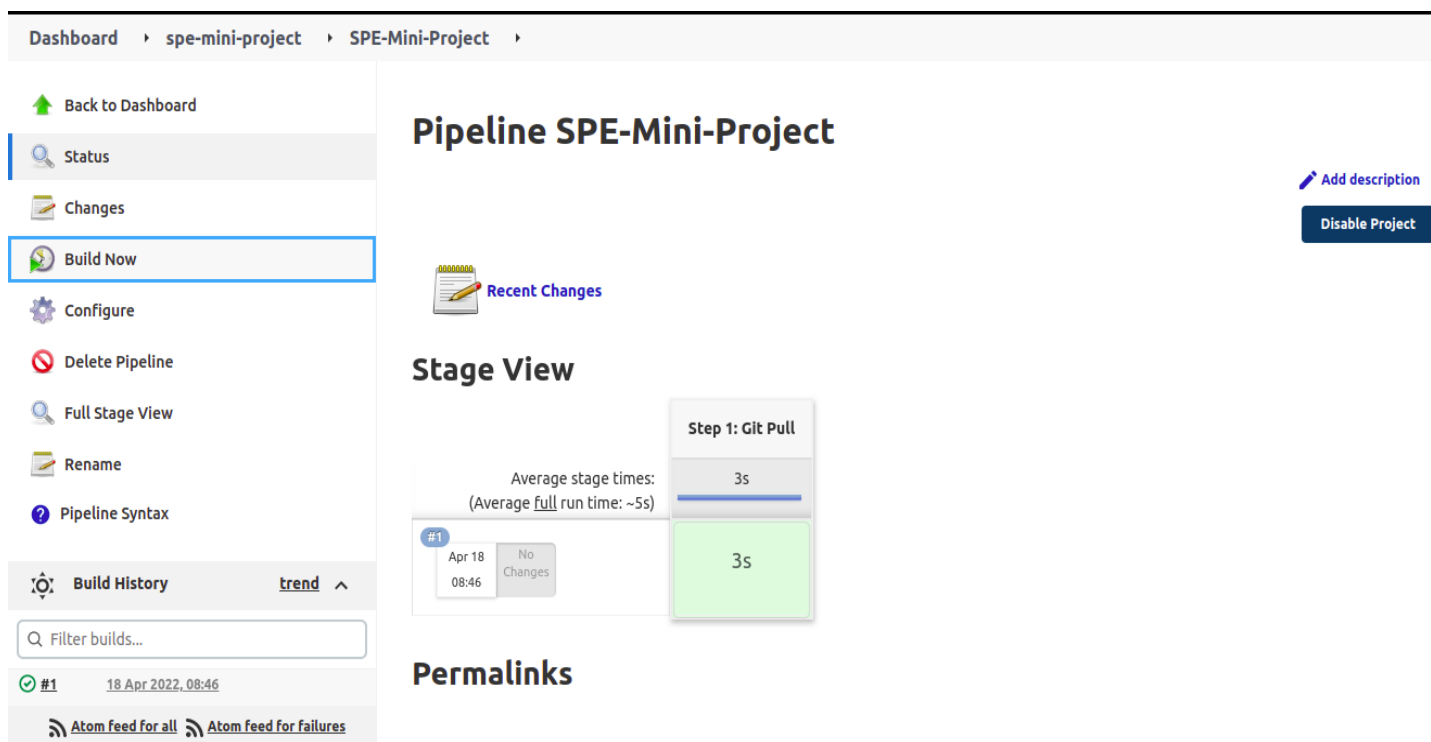 Dashboard spe-mini-project SPE-Mini-Project
Back to Dashboard
Status
Changes
Build Now
Configure
Delete Pipeline
Full Stage View
Rename
? Pipeline Syntax
Build History trend
Filter builds...
#1 18 Apr 2022, 08:46
Atom feed for all Atom feed for failures
Pipeline SPE-Mini-Project
Add description
Disable Project
Recent Changes
Stage View
Step 1: Git Pull
Average stage times: 3s
(Average full run time: ~5s)
#1
Apr 18
08:46
No
Changes
3s
Permalinks